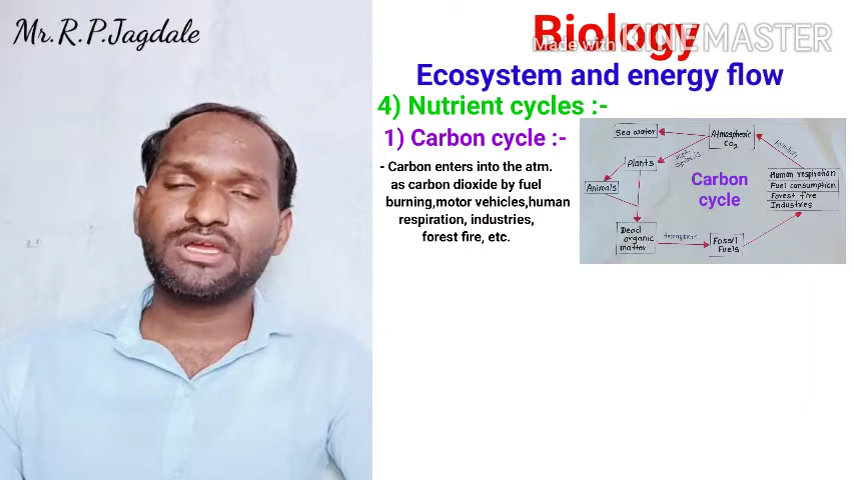 Mr.R.P.Jagdale
Biology
Made with KINEMASTER
Ecosystem and energy flow
4) Nutrient cycles :-
1) Carbon cycle :-
- Carbon enters into the atm.
as carbon dioxide by fuel
burning,motor vehicles,human
respiration, industries,
forest fire, etc.
Sea water
Atmospheric
CO2
Plants
Animals
Carbon
cycle
Human respiration
Fuel consumption
Forest fire
Industries
Dead
organic
matter
Fossil
Fuels